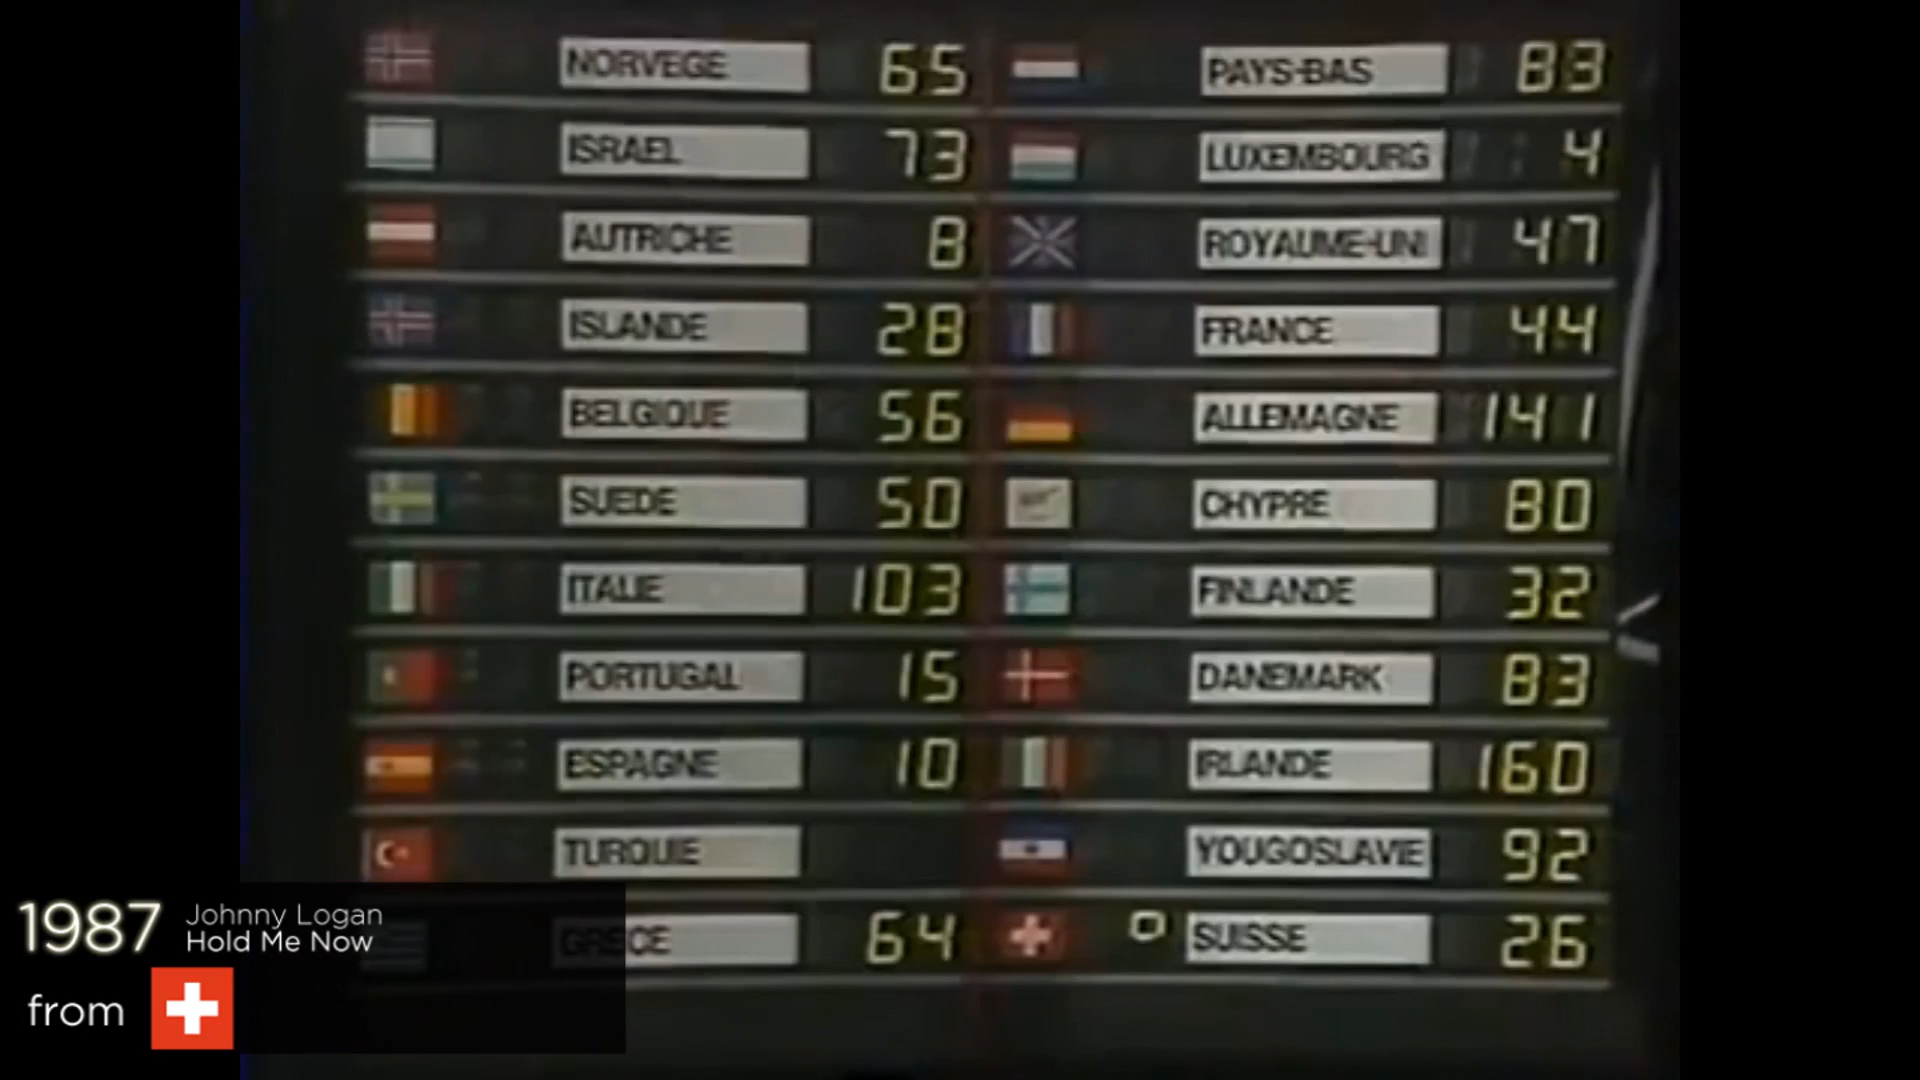 NORVEGE 65
ISRAEL 73
AUTRICHE 8
ISLANDE 28
BELGIQUE 56
SUEDE 50
ITALIE 103
PORTUGAL 15
ESPAGNE 10
TURQUIE
GRECE 64
PAYS-BAS 83
LUXEMBOURG 4
ROYAUME-UNI 47
FRANCE 44
ALLEMAGNE 141
CHYPRE 80
FINLANDE 32
DANEMARK 83
IRLANDE 160
YOUGOSLAVIE 92
SUISSE 26
1987
Johnny Logan
Hold Me Now
from